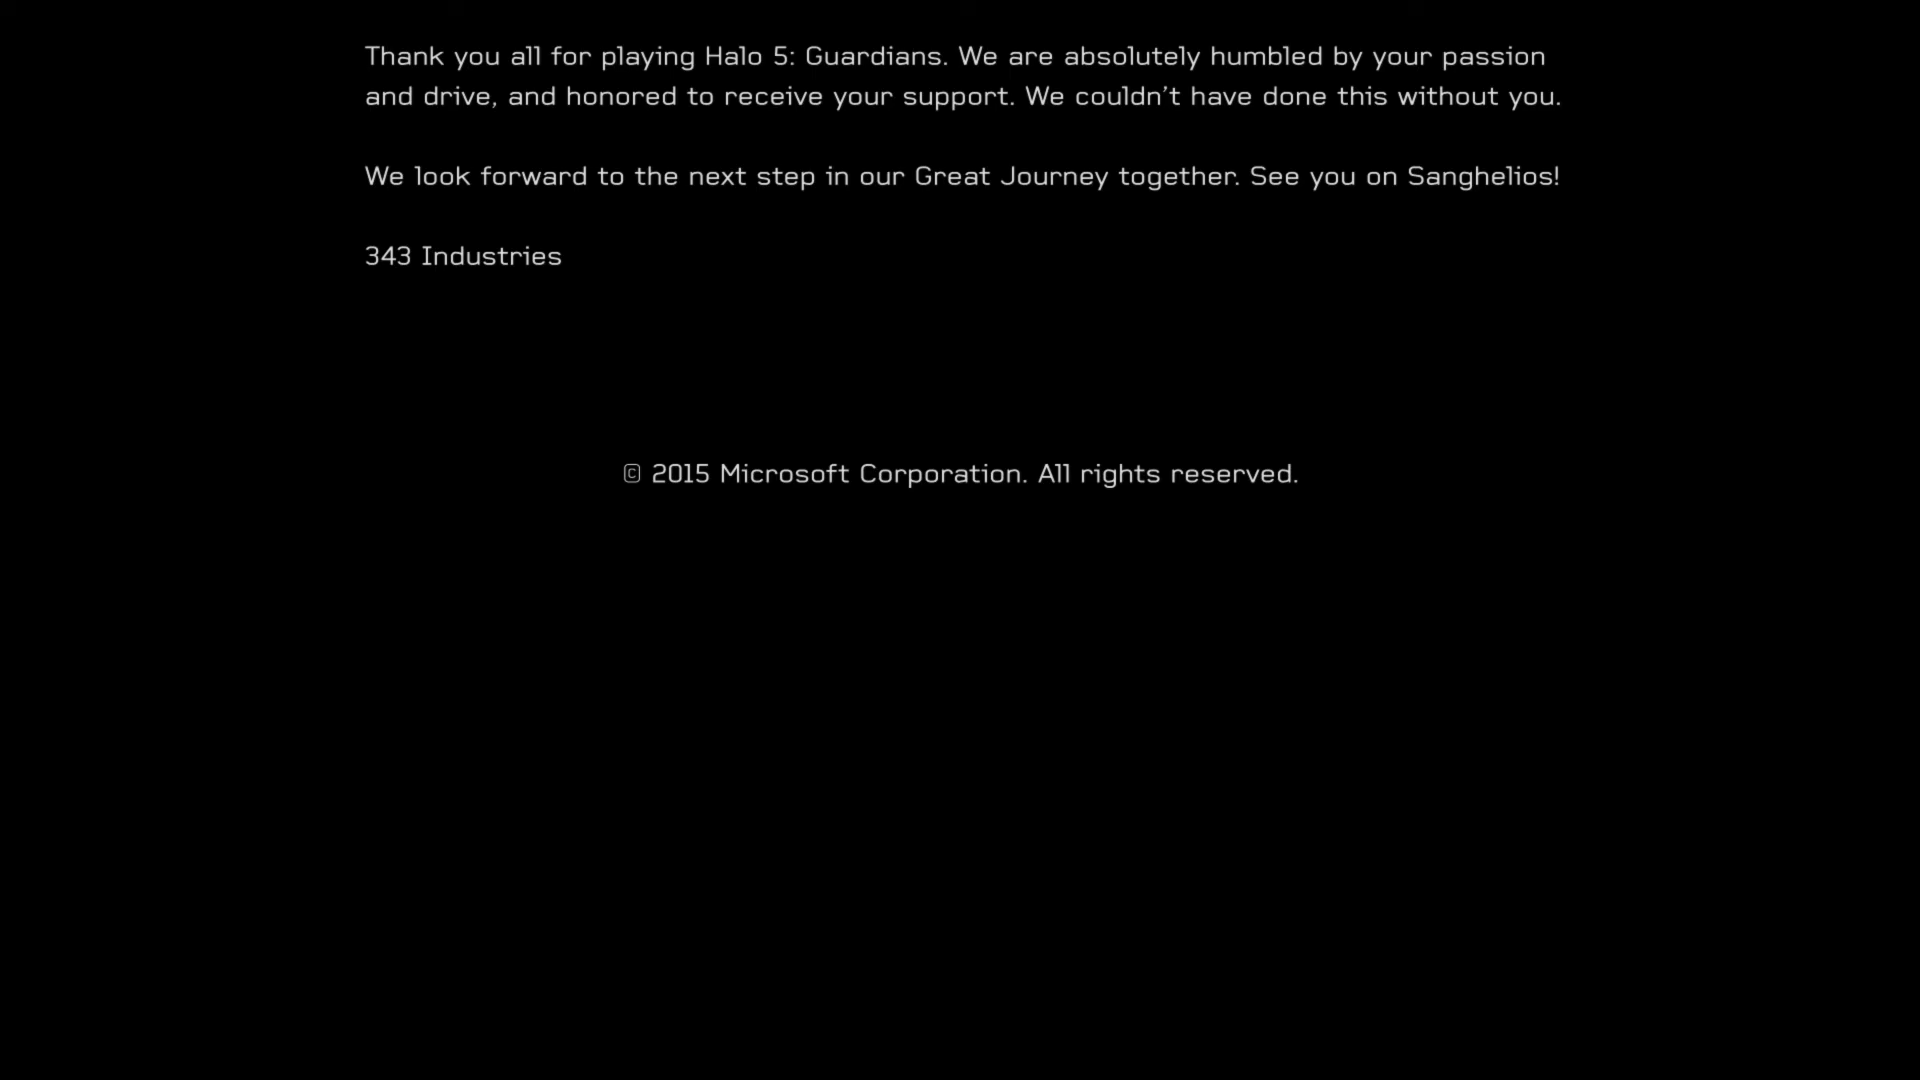 Thank you all for playing Halo 5: Guardians. We are absolutely humbled by your passion
and drive, and honored to receive your support. We couldn’t have done this without you.
We look forward to the next step in our Great Journey together. See you on Sanghelios!
343 Industries
© 2015 Microsoft Corporation. All rights reserved.